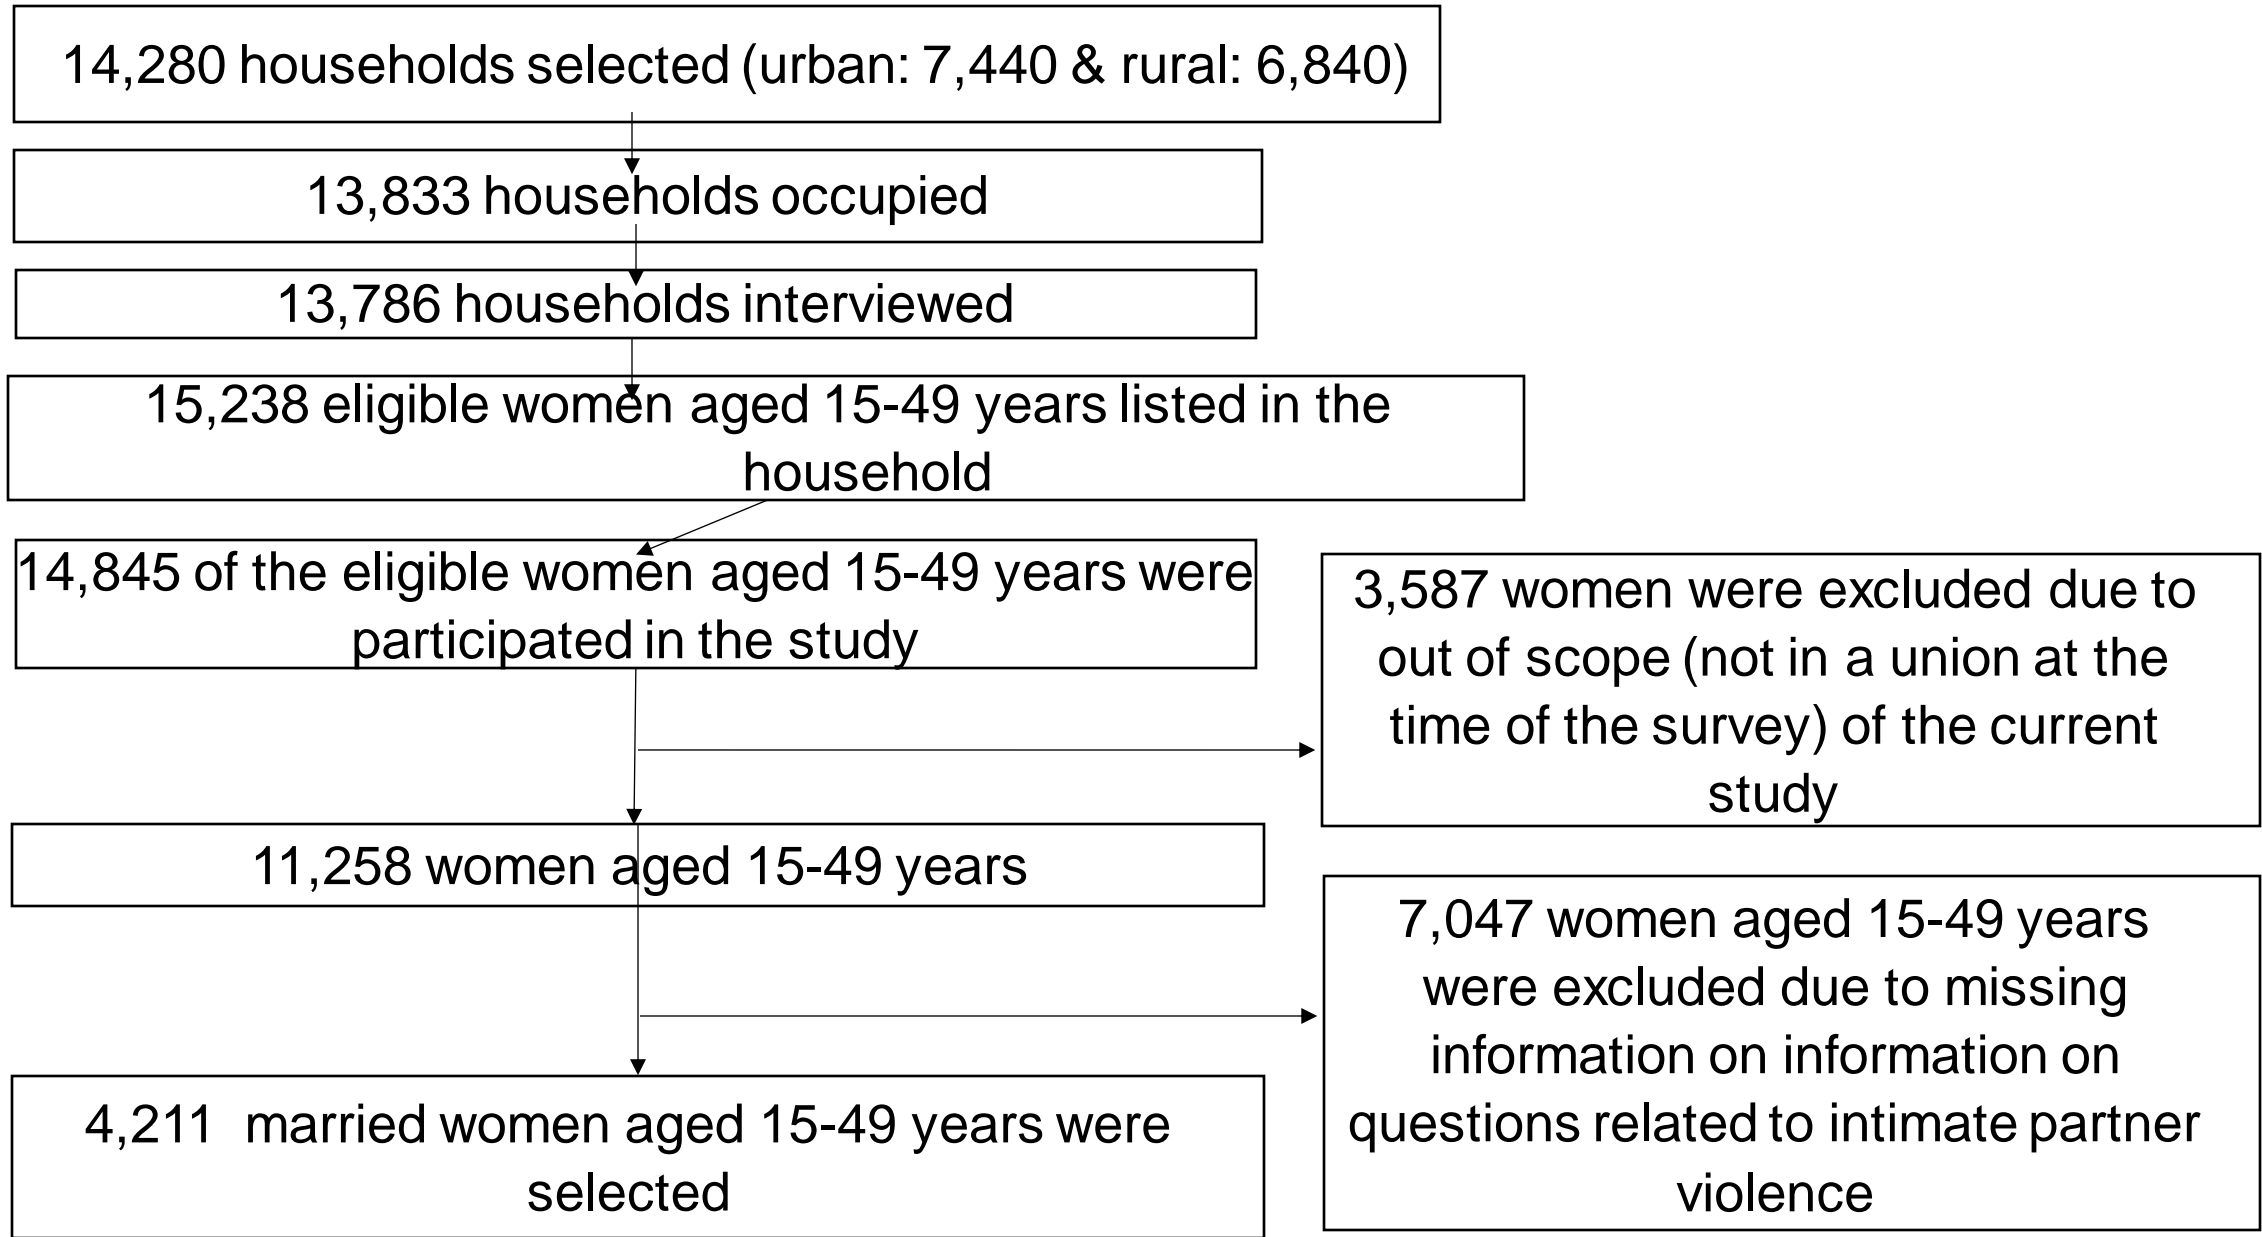 14,280 households selected (urban: 7,440 & rural: 6,840)
13,833 households occupied
13,786 households interviewed
15,238 eligible women aged 15-49 years listed in the
household
14,845 of the eligible women aged 15-49 years were
participated in the study
3,587 women were excluded due to
out of scope (not in a union at the
time of the survey) of the current
study
11,258 women aged 15-49 years
7,047 women aged 15-49 years
were excluded due to missing
information on information on
questions related to intimate partner
violence
4,211 married women aged 15-49 years were
selected